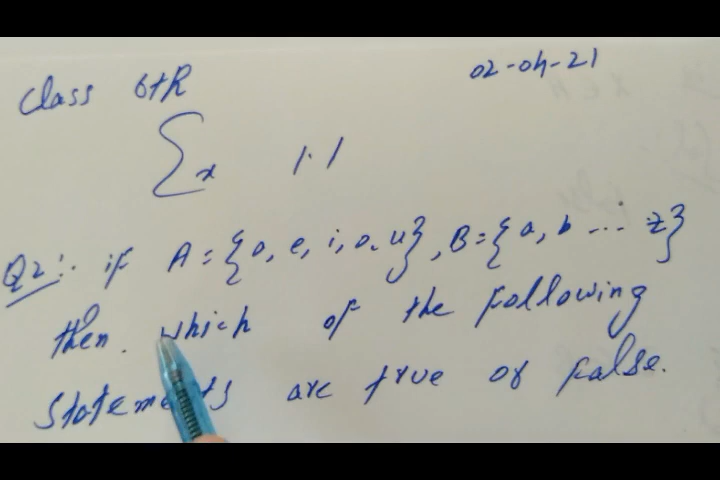 Class 6th
02-04-21
Ex 1.1
Q2:. if A = {a, e, i, o, u}, B = {a, b ... z}
then which of the following
statements are true or false.